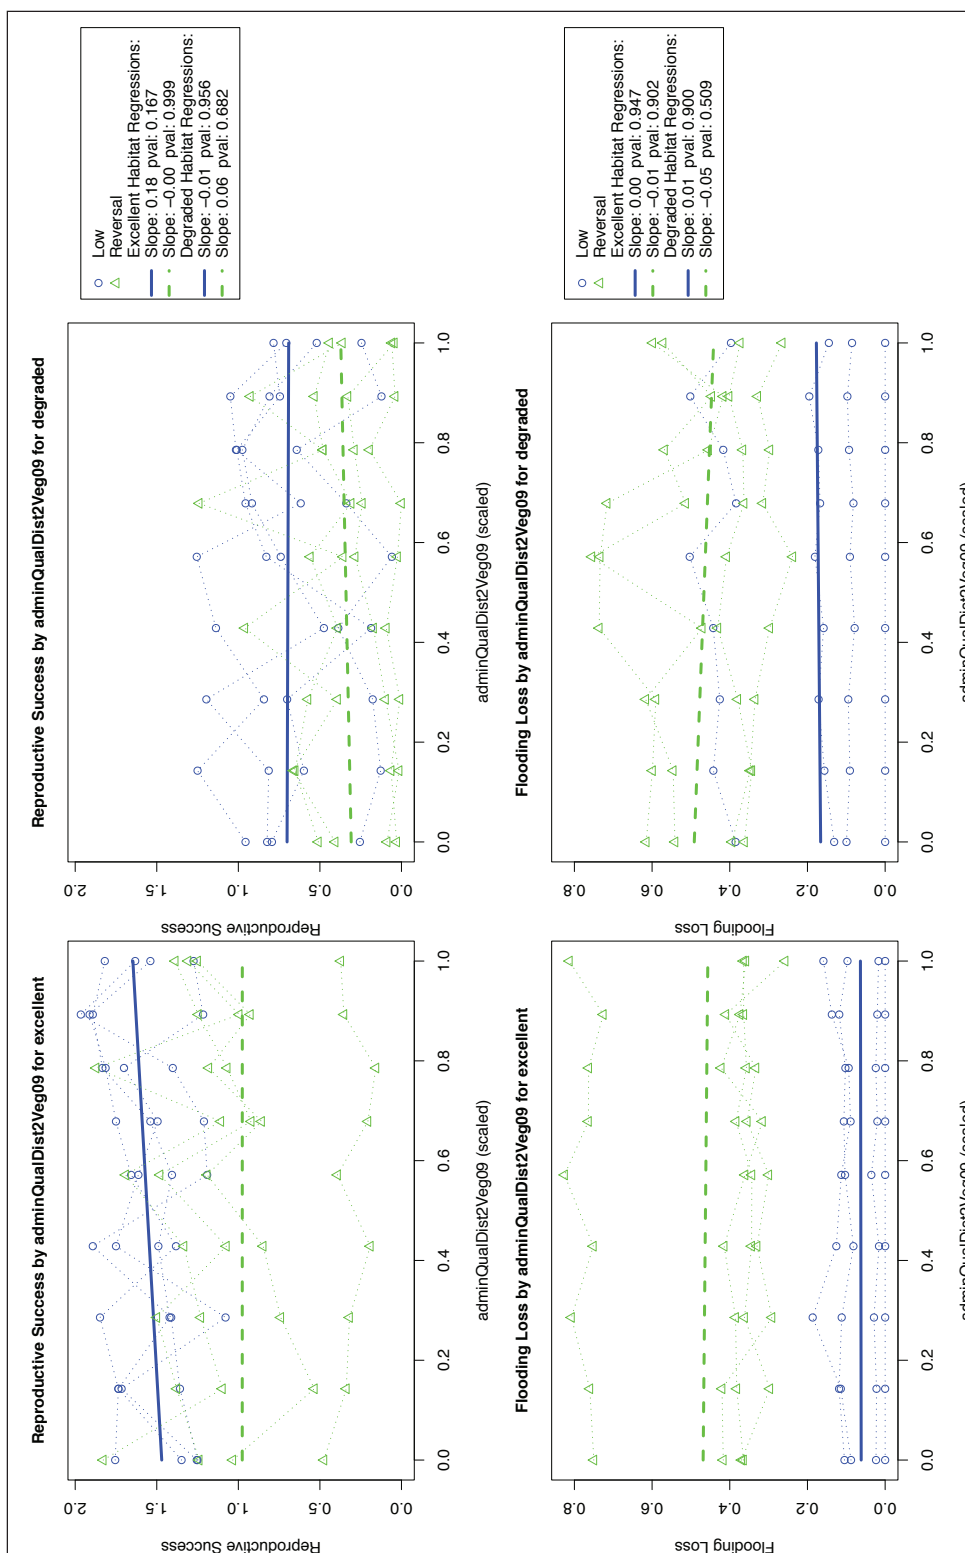 Reproductive Success by adminQualDist2Veg09 for excellent
Reproductive Success
2.0
1.5
1.0
0.5
0.0
0.0 0.2 0.4 0.6 0.8 1.0
adminQualDist2Veg09 (scaled)
Reproductive Success by adminQualDist2Veg09 for degraded
Reproductive Success
2.0
1.5
1.0
0.5
0.0
0.0 0.2 0.4 0.6 0.8 1.0
adminQualDist2Veg09 (scaled)
Low
Reversal
Excellent Habitat Regressions:
Slope: 0.18 pval: 0.167
Slope: −0.00 pval: 0.999
Degraded Habitat Regressions:
Slope: −0.01 pval: 0.956
Slope: 0.06 pval: 0.682
Flooding Loss by adminQualDist2Veg09 for excellent
Flooding Loss
0.8
0.6
0.4
0.2
0.0
0.0 0.2 0.4 0.6 0.8 1.0
adminQualDist2Veg09 (scaled)
Flooding Loss by adminQualDist2Veg09 for degraded
Flooding Loss
0.8
0.6
0.4
0.2
0.0
0.0 0.2 0.4 0.6 0.8 1.0
adminQualDist2Veg09 (scaled)
Low
Reversal
Excellent Habitat Regressions:
Slope: 0.00 pval: 0.947
Slope: −0.01 pval: 0.902
Degraded Habitat Regressions:
Slope: 0.01 pval: 0.900
Slope: −0.05 pval: 0.509